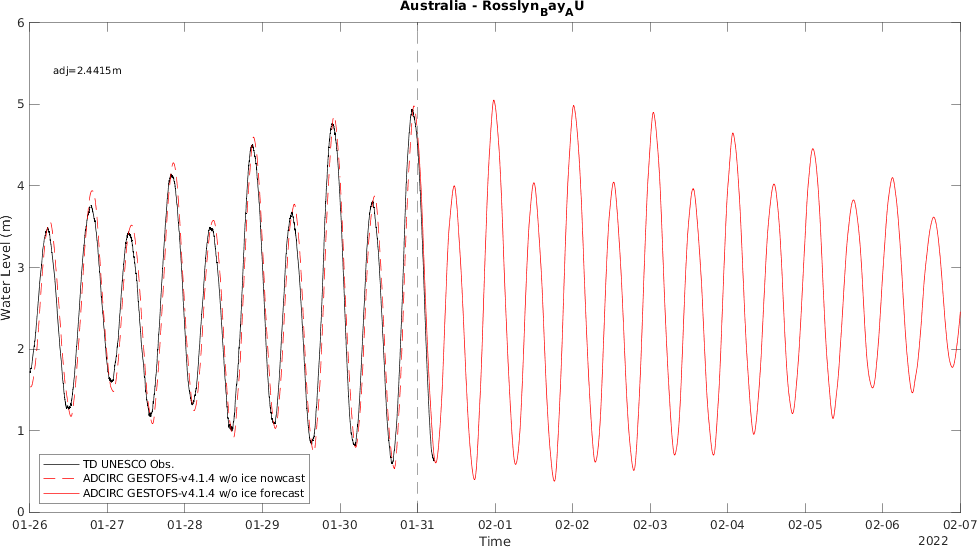 Australia - Rosslyn_Bay_AU
6
adj=2.4415m
5
4
3
2
1
0
Water Level (m)
TD UNESCO Obs.
ADCIRC GESTOFS-v4.1.4 w/o ice nowcast
ADCIRC GESTOFS-v4.1.4 w/o ice forecast
01-26 01-27 01-28 01-29 01-30 01-31 02-01 02-02 02-03 02-04 02-05 02-06 02-07
Time
2022